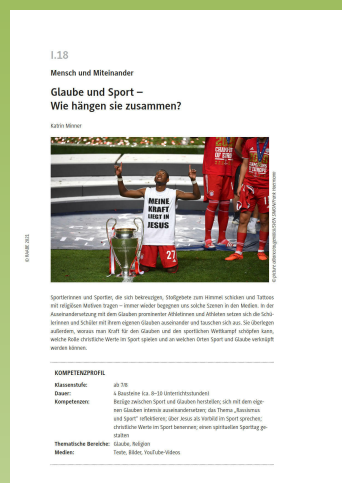 I.18
Mensch und Miteinander
Glaube und Sport –
Wie hängen sie zusammen?
Katrin Minner
MEINE
KRAFT
LIEGT IN
JESUS
27
© RAABE 2021
Sportlerinnen und Sportler, die sich bekreuzigen, Stoßgebete zum Himmel schicken und Tattoos
mit religiösen Motiven tragen – immer wieder begegnen uns solche Szenen in den Medien. In der
Auseinandersetzung mit dem Glauben prominenter Athletinnen und Athleten setzen sich die Schü-
lerinnen und Schüler mit ihrem eigenen Glauben auseinander und tauschen sich aus. Sie überlegen
außerdem, woraus man Kraft für den Glauben und den sportlichen Wettkampf schöpfen kann,
welche Rolle christliche Werte im Sport spielen und an welchen Orten Sport und Glaube verknüpft
werden können.
KOMPETENZPROFIL
Klassenstufe: ab 7/8
Dauer: 4 Bausteine (ca. 8–10 Unterrichtsstunden)
Kompetenzen: Bezüge zwischen Sport und Glauben herstellen; sich mit dem eige-
nen Glauben intensiv auseinandersetzen; das Thema „Rassismus
und Sport“ reflektieren; über Jesus als Vorbild im Sport sprechen;
christliche Werte im Sport benennen; einen spirituellen Sporttag ge-
stalten
Thematische Bereiche: Glaube, Religion
Medien: Texte, Bilder, YouTube-Videos